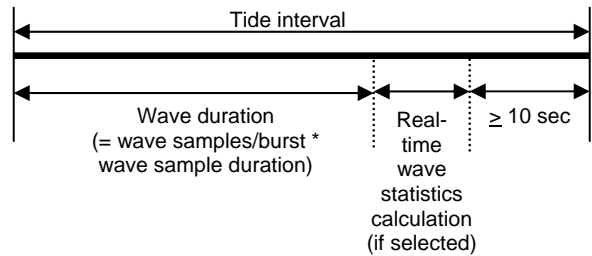 Tide interval
Wave duration
(= wave samples/burst *
wave sample duration)
Real-
time
wave
statistics
calculation
(if selected)
≥ 10 sec